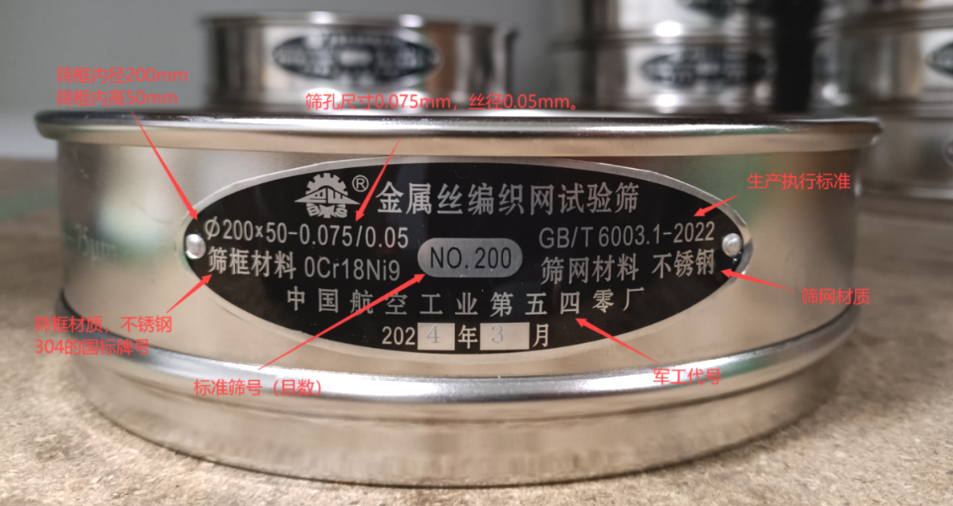 筛框内径200mm
筛框内高50mm
筛孔尺寸0.075mm，丝径0.05mm。
生产执行标准
® 金属丝编织网试验筛
Φ200×50-0.075/0.05
GB/T6003.1-2022
NO.200
筛框材料 0Cr18Ni9
筛网材料 不锈钢
中国航空工业第五四零厂
2024年3月
筛网材质
筛框材质，不锈钢
304的国标牌号
标准筛号（目数）
军工代号